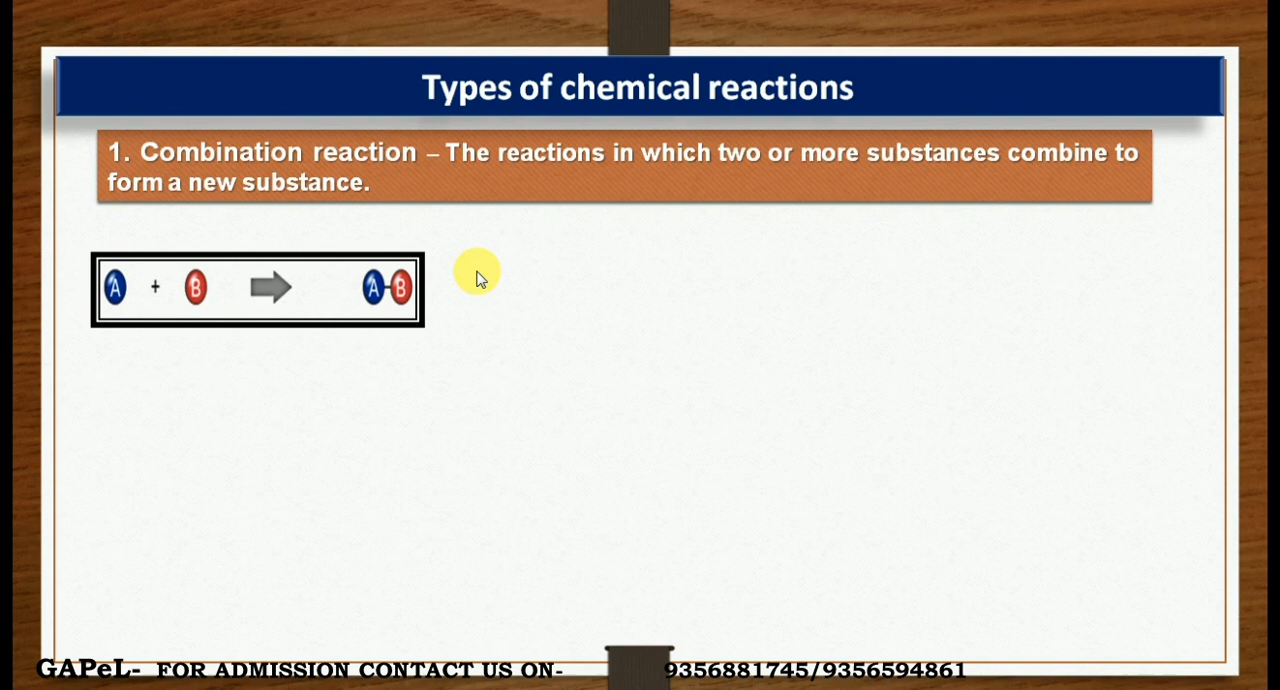 Types of chemical reactions
1. Combination reaction – The reactions in which two or more substances combine to
form a new substance.
A + B A-B
GAPeL- FOR ADMISSION CONTACT US ON- 9356881745/9356594861